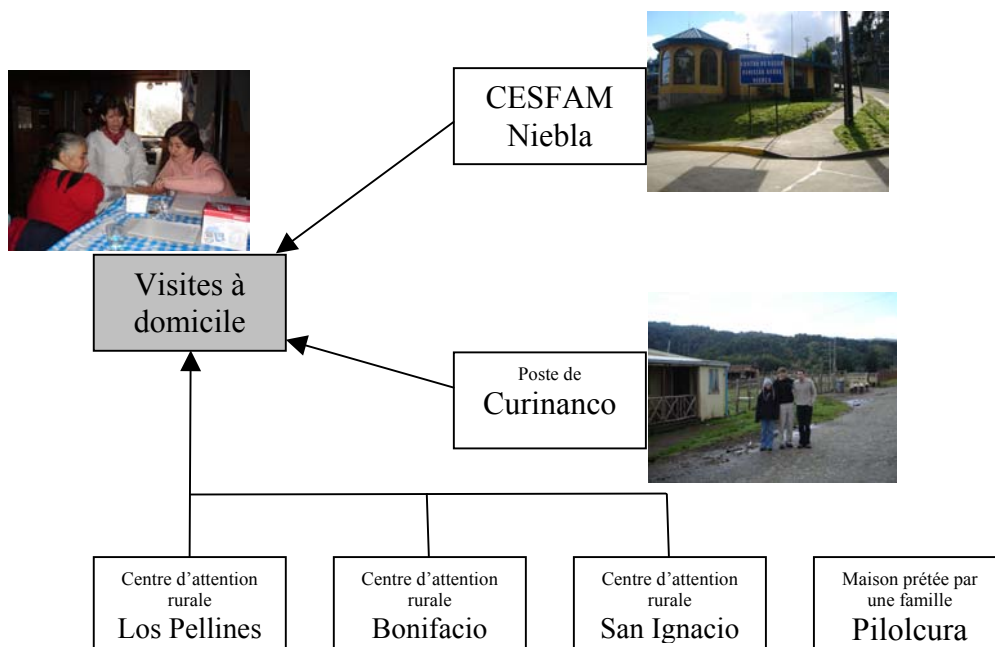 CESFAM
Niebla
Visites à
domicile
Poste de
Curinanco
Centre d'attention
rurale
Los Pellines
Centre d'attention
rurale
Bonifacio
Centre d'attention
rurale
San Ignacio
Maison prétée par
une famille
Pilolcura